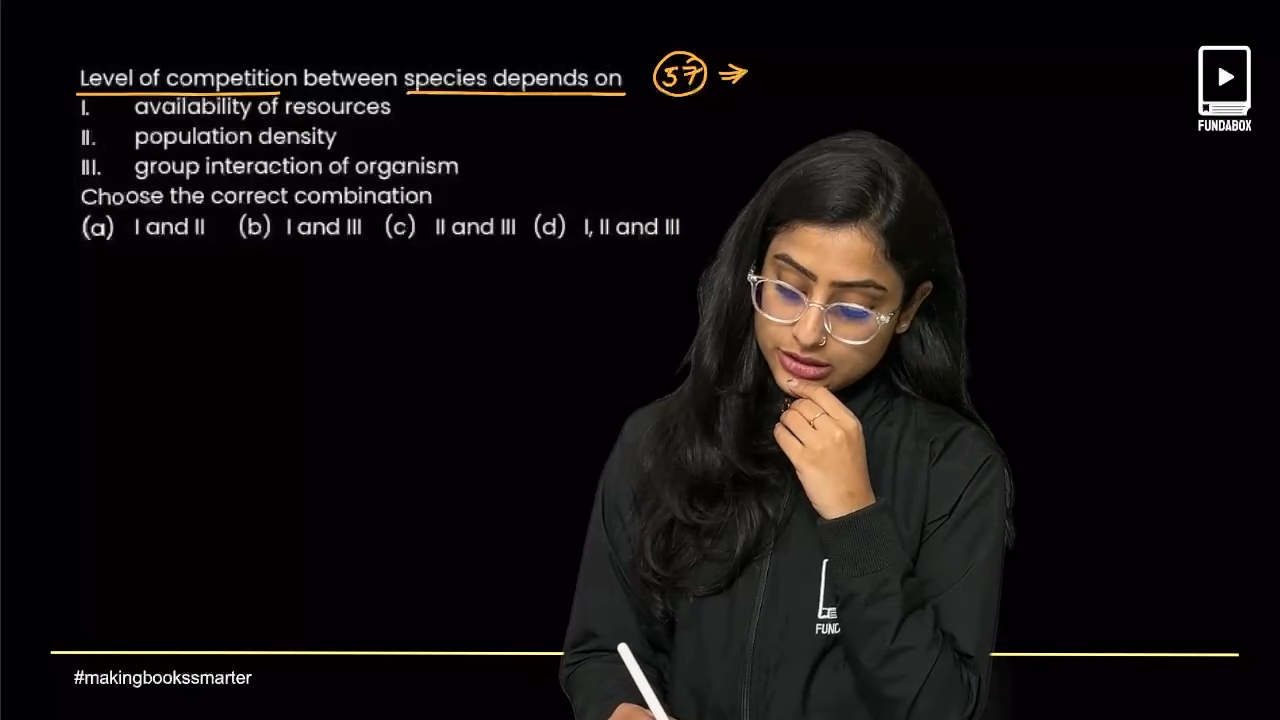 Level of competition between species depends on 57 ⇒
I. availability of resources
II. population density
III. group interaction of organism
Choose the correct combination
(a) I and II (b) I and III (c) II and III (d) I, II and III
FUNDABOX
FUND
#makingbookssmarter